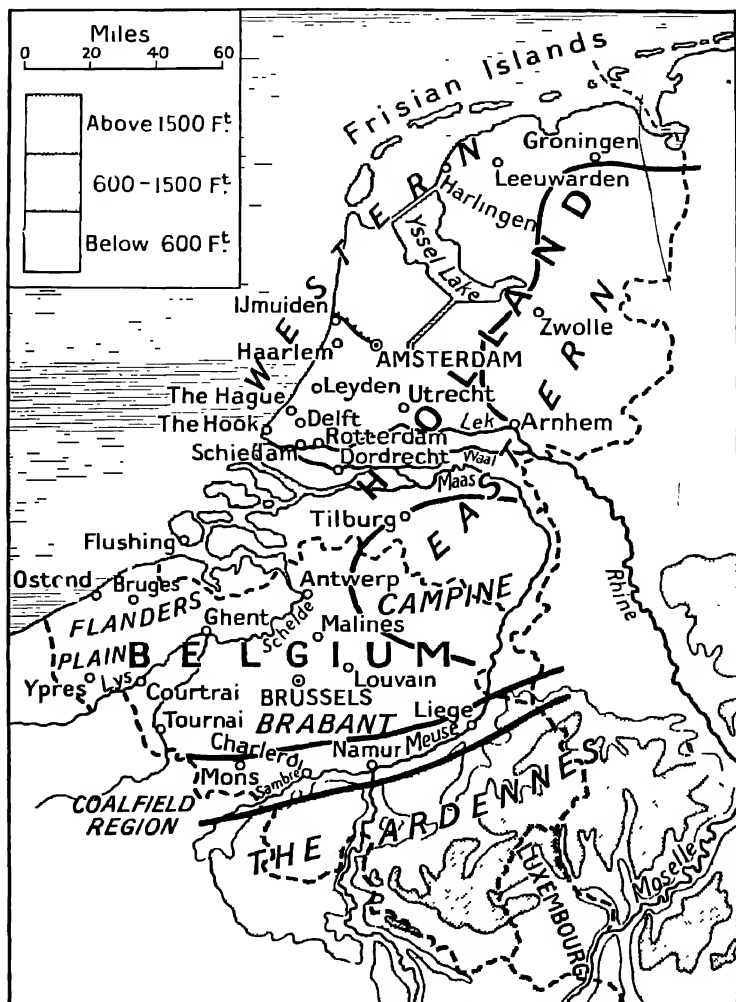 Miles
0 20 40 60
Above 1500 Ft.
600-1500 Ft.
Below 600 Ft.
Frisian Islands
Groningen
Leeuwarden
Harlingen
WESTERN
Yssel Lake
HOLLAND
EASTERN
IJmuiden
Zwolle
Haarlem
AMSTERDAM
Leyden
Utrecht
The Hague
Delft
Lek
Arnhem
The Hook
Rotterdam
Schiedam
Dordrecht
Waal
Maas
Tilburg
Flushing
Rhine
Ostend
Bruges
Antwerp
CAMPINE
FLANDERS
PLAIN
Ghent
Schelde
Malines
BELGIUM
Ypres
Lys
Courtrai
Louvain
BRUSSELS
Tournai
BRABANT
Liege
Charleroi
Namur
Meuse
Mons
Sambre
COALFIELD
REGION
THE ARDENNES
LUXEMBOURG
Moselle